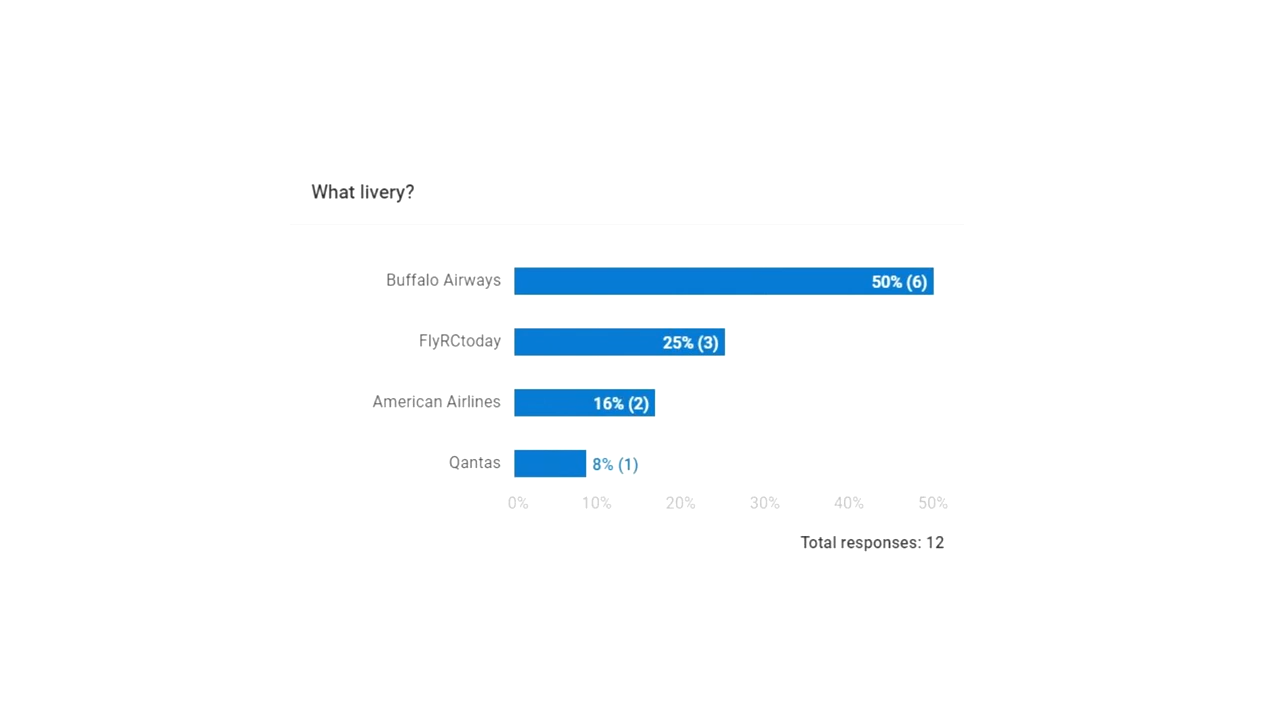 What livery?
Buffalo Airways 50% (6)
FlyRCtoday 25% (3)
American Airlines 16% (2)
Qantas 8% (1)
0% 10% 20% 30% 40% 50%
Total responses: 12